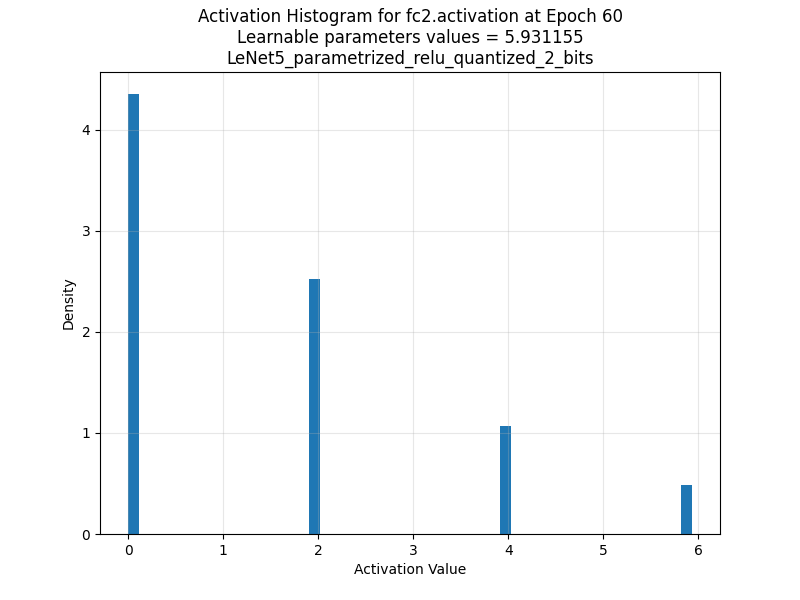 Activation Histogram for fc2.activation at Epoch 60
Learnable parameters values = 5.931155
LeNet5_parametrized_relu_quantized_2_bits
4
3
2
1
0
Density
0 1 2 3 4 5 6
Activation Value